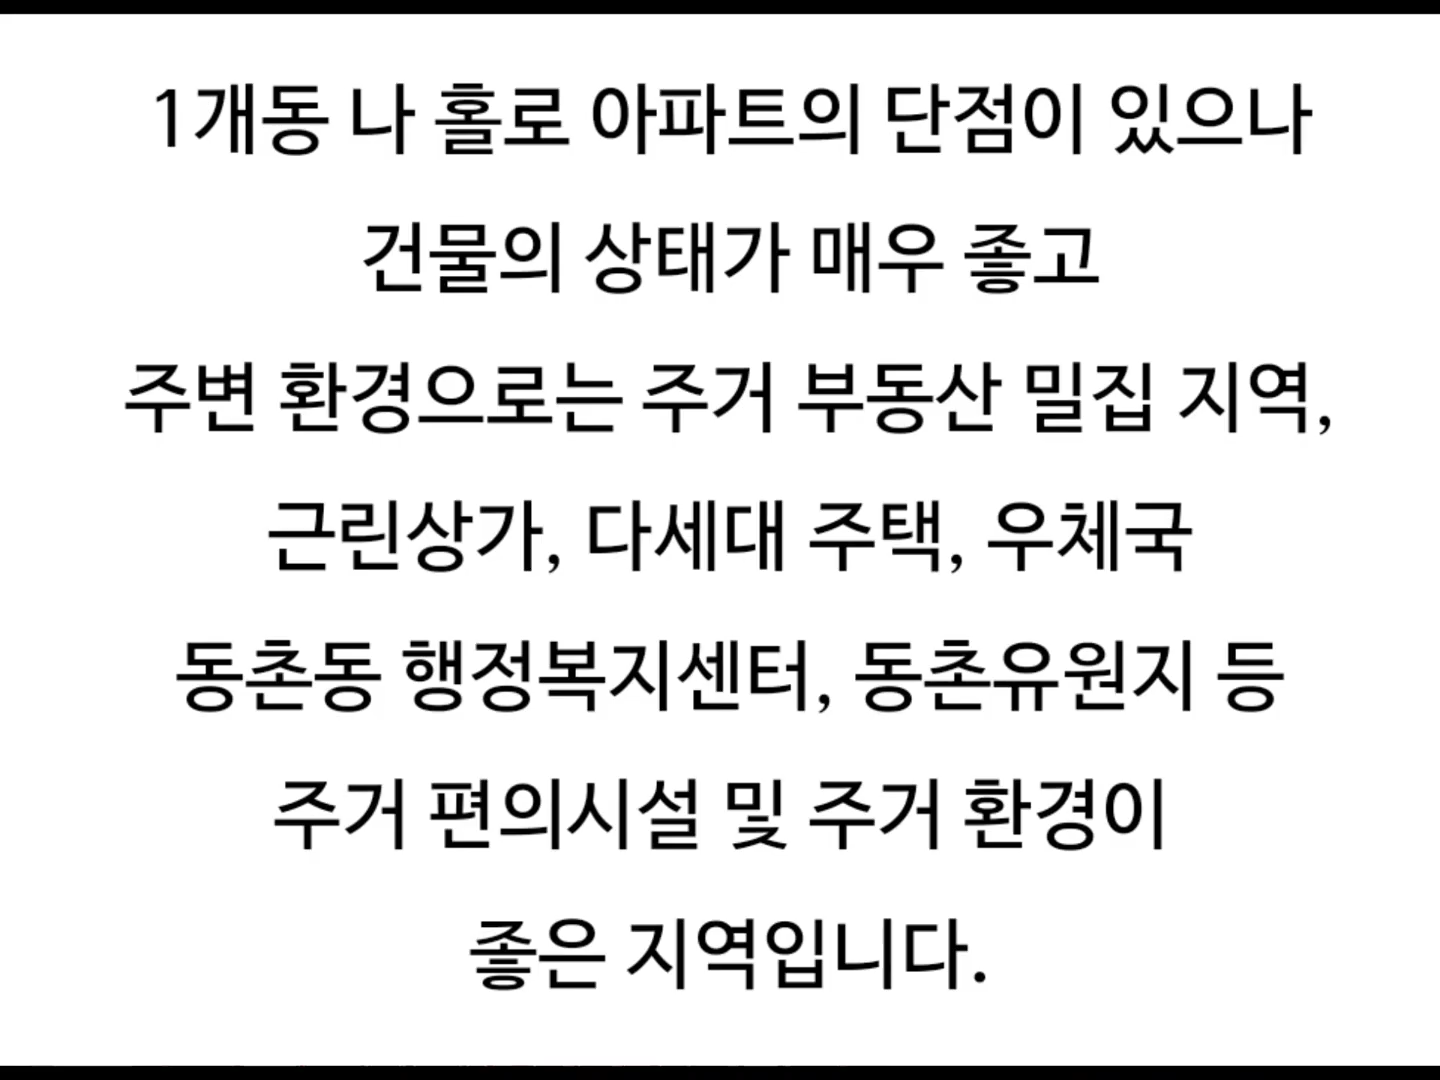 1개동 나 홀로 아파트의 단점이 있으나
건물의 상태가 매우 좋고
주변 환경으로는 주거 부동산 밀집 지역,
근린상가, 다세대 주택, 우체국
동촌동 행정복지센터, 동촌유원지 등
주거 편의시설 및 주거 환경이
좋은 지역입니다.